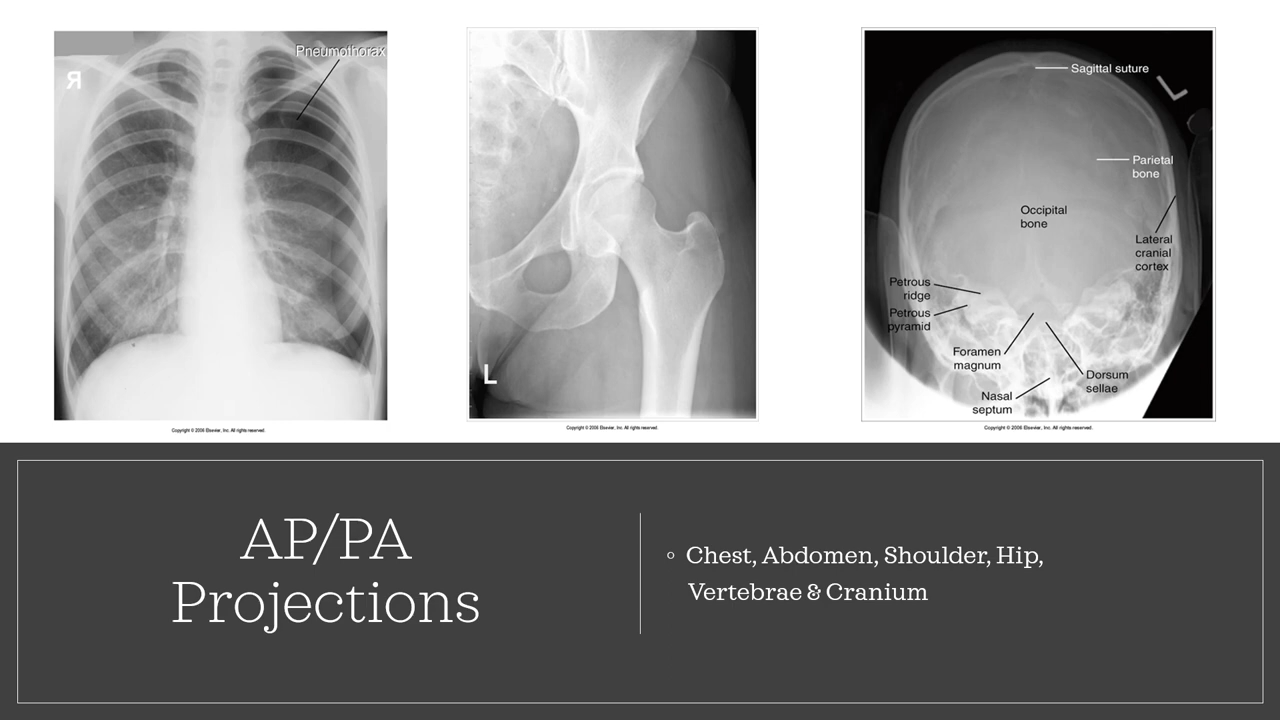 Pneumothorax
R
Copyright © 2006 Elsevier, Inc. All rights reserved.
L
Copyright © 2006 Elsevier, Inc. All rights reserved.
Sagittal suture
L
Parietal
bone
Occipital
bone
Lateral
cranial
cortex
Petrous
ridge
Petrous
pyramid
Foramen
magnum
Dorsum
sellae
Nasal
septum
Copyright © 2006 Elsevier, Inc. All rights reserved.
AP/PA
Projections
Chest, Abdomen, Shoulder, Hip,
Vertebrae & Cranium